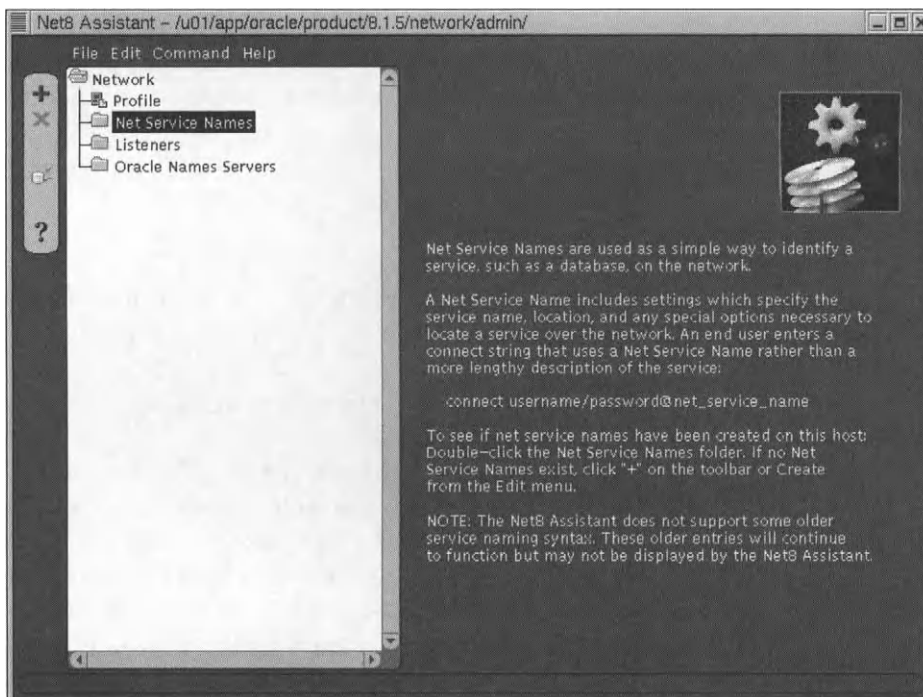 Net8 Assistant – /u01/app/oracle/product/8.1.5/network/admin/
File Edit Command Help
Network
Profile
Net Service Names
Listeners
Oracle Names Servers
?
Net Service Names are used as a simple way to identify a
service, such as a database, on the network.
A Net Service Name includes settings which specify the
service name, location, and any special options necessary to
locate a service over the network. An end user enters a
connect string that uses a Net Service Name rather than a
more lengthy description of the service:
connect username/password@net_service_name
To see if net service names have been created on this host:
Double–click the Net Service Names folder. If no Net
Service Names exist, click "+" on the toolbar or Create
from the Edit menu.
NOTE: The Net8 Assistant does not support some older
service naming syntax. These older entries will continue
to function but may not be displayed by the Net8 Assistant.